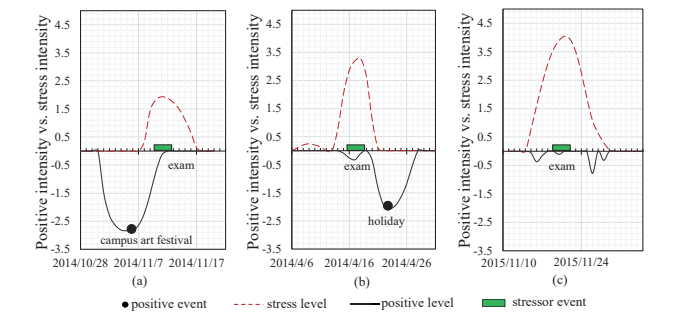 Positive intensity vs. stress intensity
4.5
3.5
2.5
1.5
0.5
-0.5
-1.5
-2.5
-3.5
exam
campus art festival
2014/10/28
2014/11/7
2014/11/17
(a)
Positive intensity vs. stress intensity
4.5
3.5
2.5
1.5
0.5
-0.5
-1.5
-2.5
-3.5
exam
holiday
2014/4/6
2014/4/16
2014/4/26
(b)
Positive intensity vs. stress intensity
4.5
3.5
2.5
1.5
0.5
-0.5
-1.5
-2.5
-3.5
exam
2015/11/10
2015/11/24
(c)
positive event
stress level
positive level
stressor event